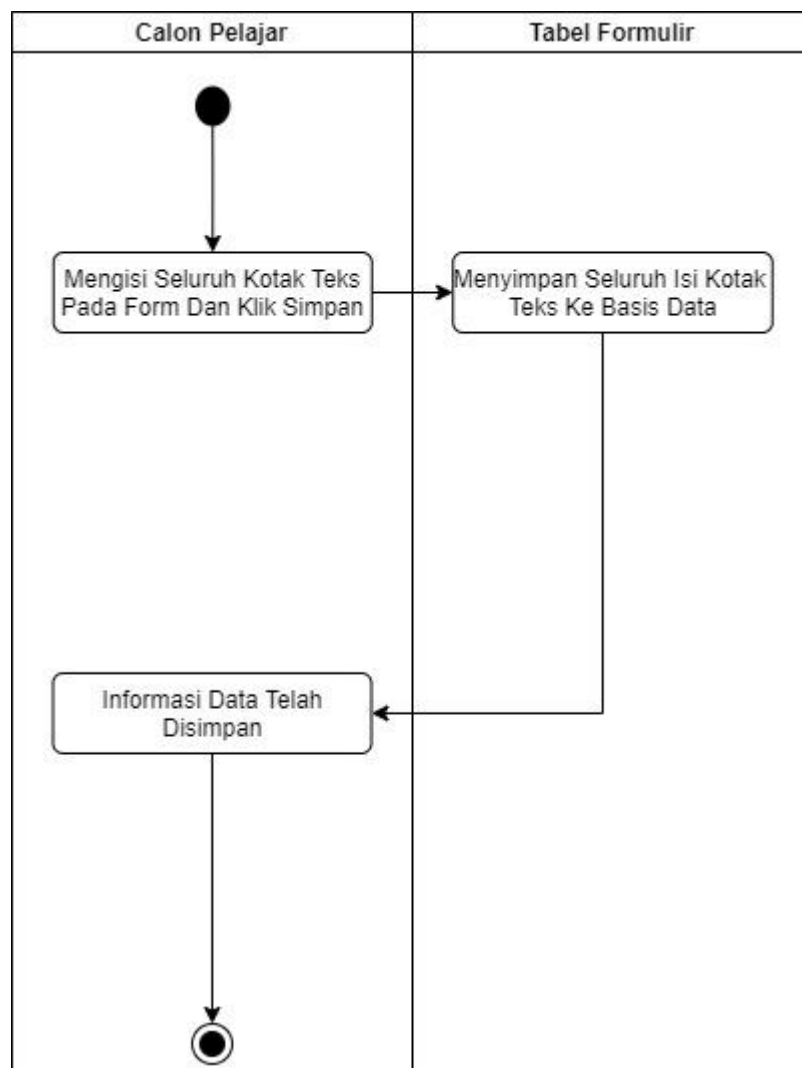 Calon Pelajar
Tabel Formulir
Mengisi Seluruh Kotak Teks
Pada Form Dan Klik Simpan
Menyimpan Seluruh Isi Kotak
Teks Ke Basis Data
Informasi Data Telah
Disimpan